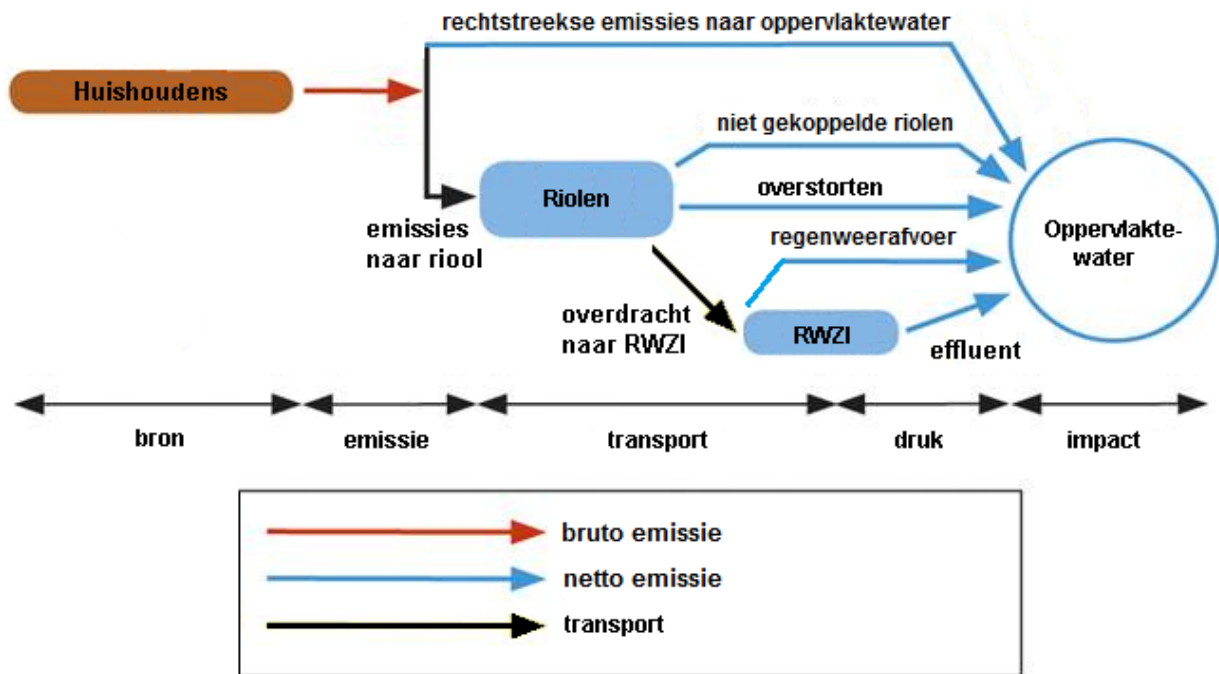 rechtstreekse emissies naar oppervlaktewater
Huishoudens
niet gekoppelde riolen
Riolen
overstorten
emissies
naar riool
regenweerafvoer
Oppervlakte-
water
overdracht
naar RWZI
RWZI
effluent
bron
emissie
transport
druk
impact
bruto emissie
netto emissie
transport